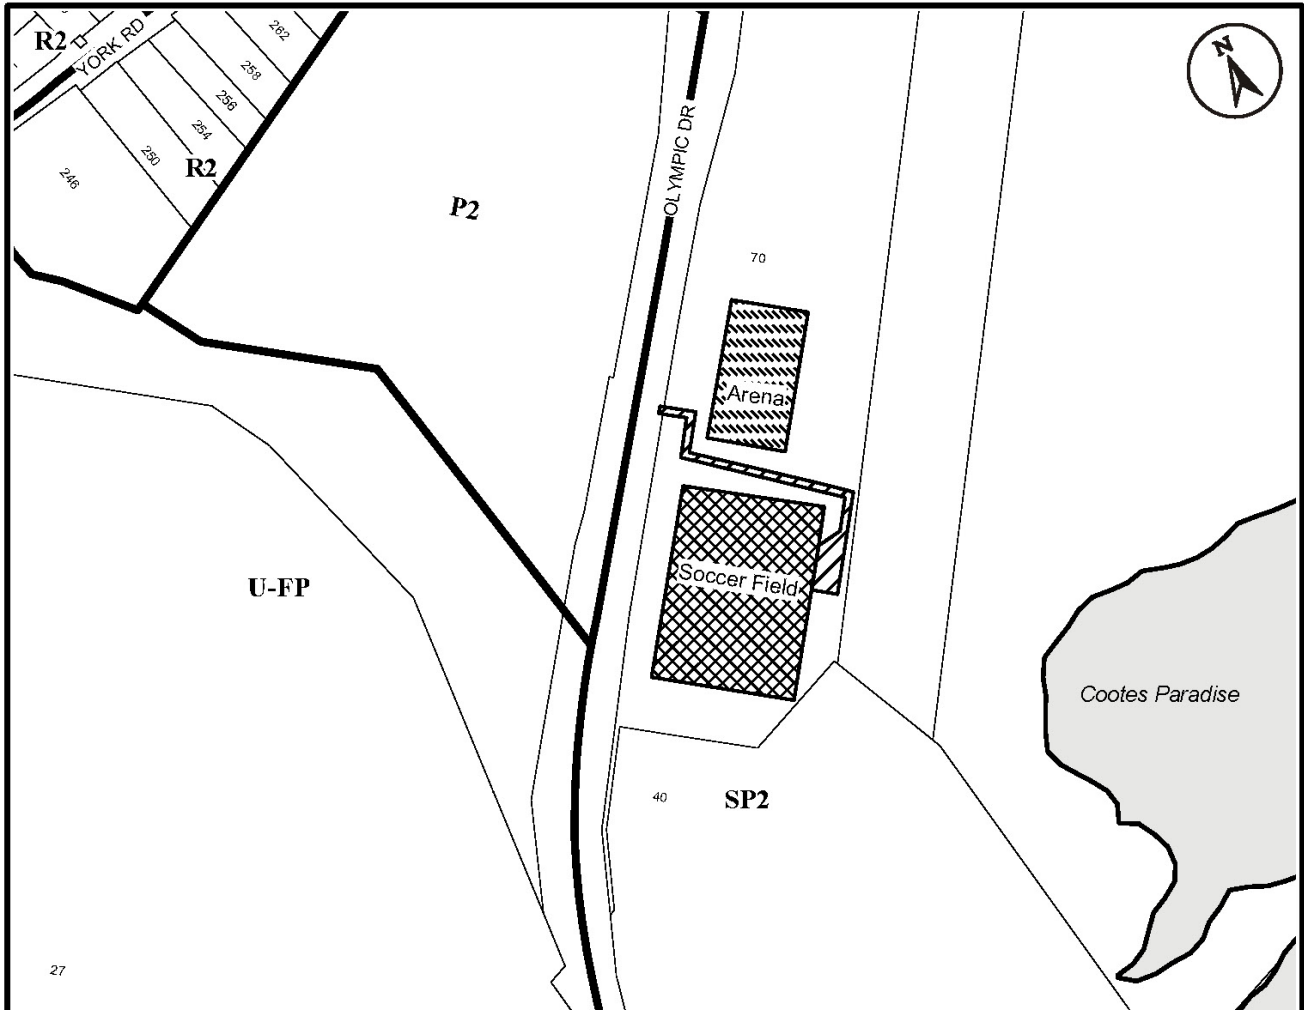 R2
YORK RD
262
258
256
254
250
246
R2
P2
OLYMPIC DR
N
70
Arena
Soccer Field
U-FP
Cootes Paradise
40
SP2
27